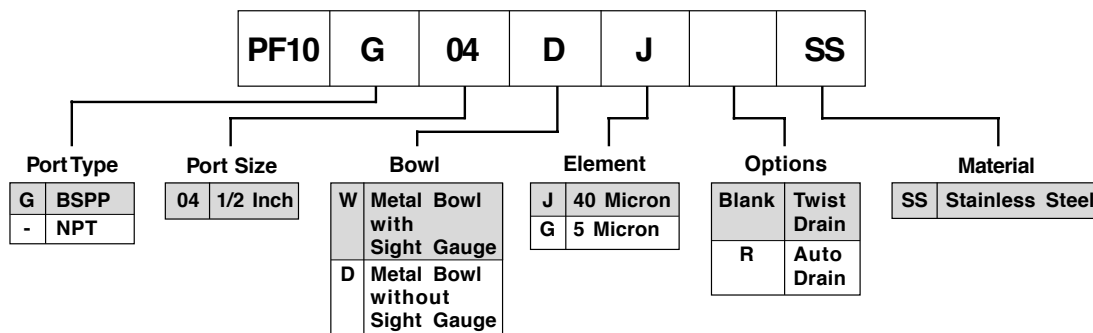 PF10 G 04 D J SS
Port Type
G BSPP
- NPT
Port Size
04 1/2 Inch
Bowl
W Metal Bowl
with
Sight Gauge
D Metal Bowl
without
Sight Gauge
Element
J 40 Micron
G 5 Micron
Options
Blank Twist
Drain
R Auto
Drain
Material
SS Stainless Steel